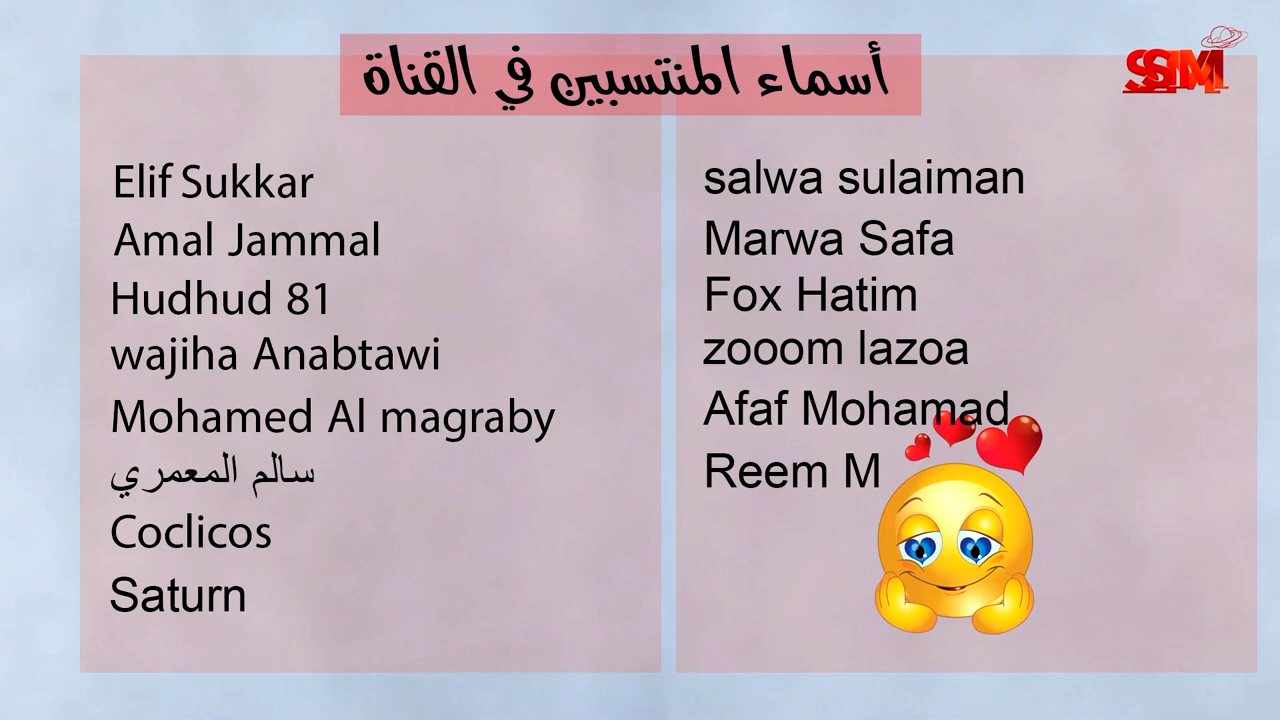 أسماء المنتسبين في القناة
SSIM
Elif Sukkar
Amal Jammal
Hudhud 81
wajiha Anabtawi
Mohamed Al magraby
سالم المعمري
Coclicos
Saturn
salwa sulaiman
Marwa Safa
Fox Hatim
zooom lazoa
Afaf Mohamad
Reem M